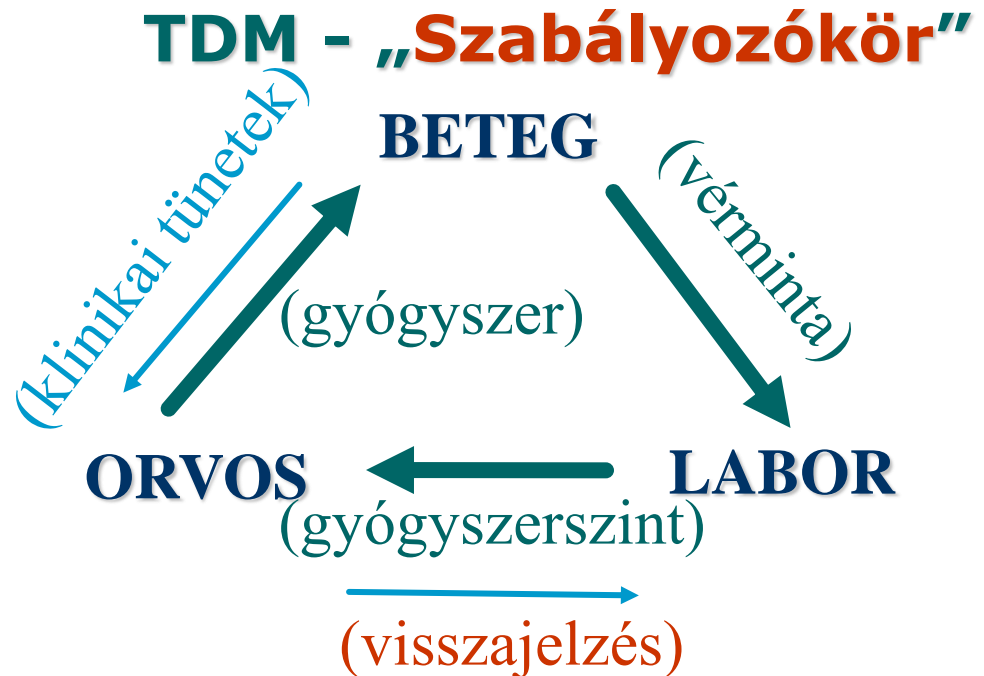 TDM - „Szabályozókör”
BETEG
(klinikai tünetek)
(vérminta)
(gyógyszer)
ORVOS
LABOR
(gyógyszerszint)
(visszajelzés)